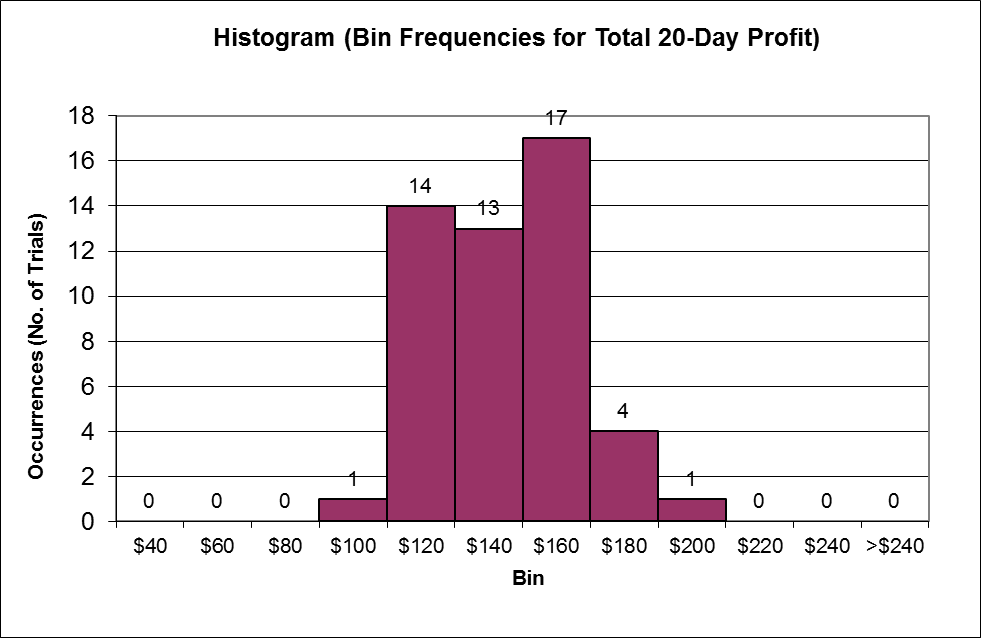 Histogram (Bin Frequencies for Total 20-Day Profit)
Occurrences (No. of Trials)
18
16
14
12
10
8
6
4
2
0
0 0 0 1 14 13 17 4 1 0 0 0
$40 $60 $80 $100 $120 $140 $160 $180 $200 $220 $240 >$240
Bin